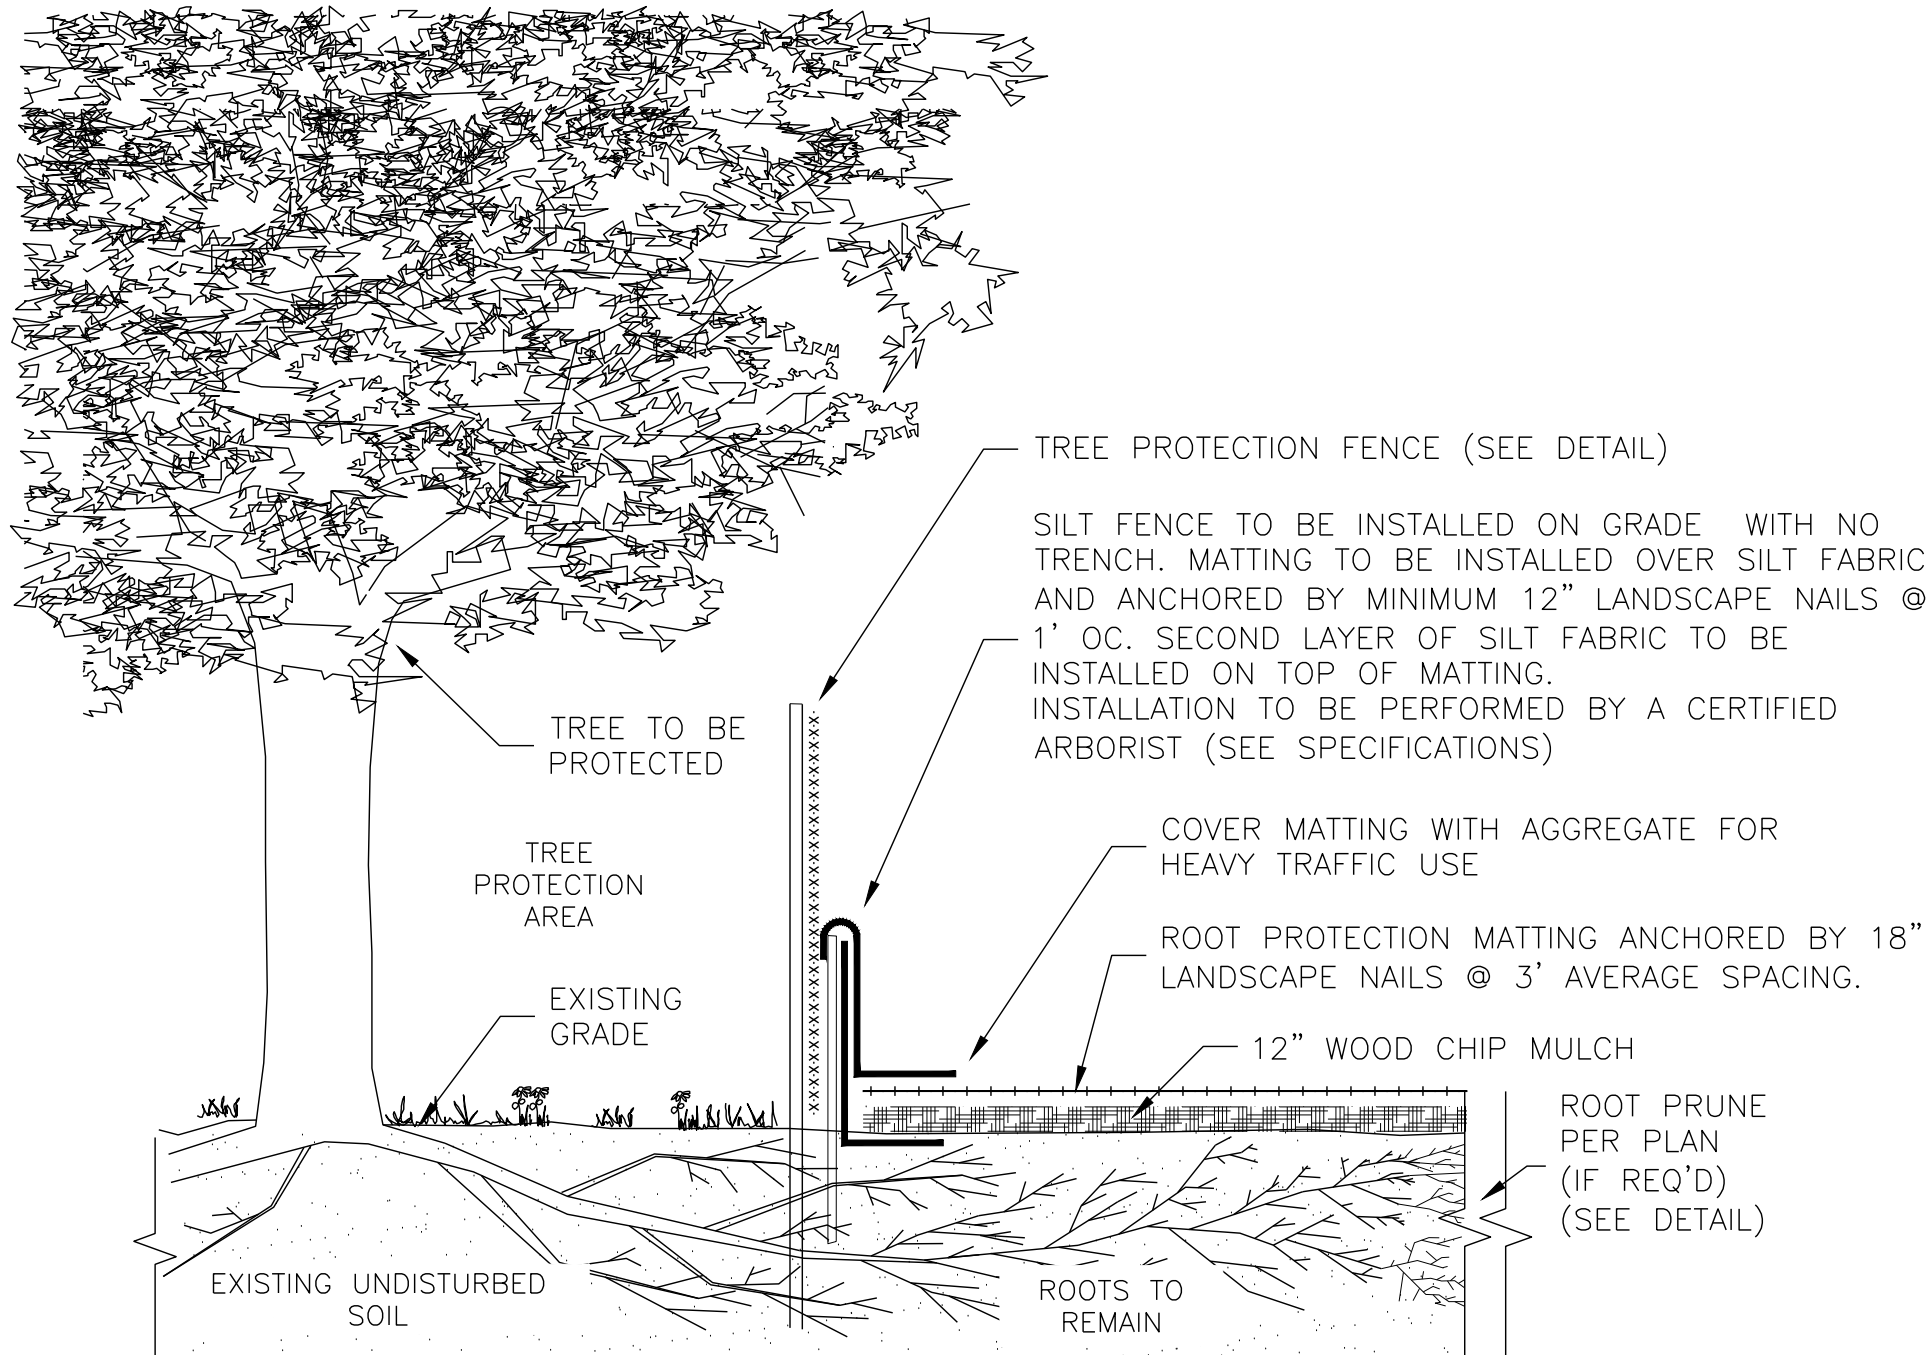 TREE PROTECTION FENCE (SEE DETAIL)
SILT FENCE TO BE INSTALLED ON GRADE WITH NO
TRENCH. MATTING TO BE INSTALLED OVER SILT FABRIC
AND ANCHORED BY MINIMUM 12” LANDSCAPE NAILS @
1’ OC. SECOND LAYER OF SILT FABRIC TO BE
INSTALLED ON TOP OF MATTING.
INSTALLATION TO BE PERFORMED BY A CERTIFIED
ARBORIST (SEE SPECIFICATIONS)
TREE TO BE
PROTECTED
TREE
PROTECTION
AREA
COVER MATTING WITH AGGREGATE FOR
HEAVY TRAFFIC USE
ROOT PROTECTION MATTING ANCHORED BY 18”
LANDSCAPE NAILS @ 3’ AVERAGE SPACING.
EXISTING
GRADE
12” WOOD CHIP MULCH
ROOT PRUNE
PER PLAN
(IF REQ’D)
(SEE DETAIL)
EXISTING UNDISTURBED
SOIL
ROOTS TO
REMAIN